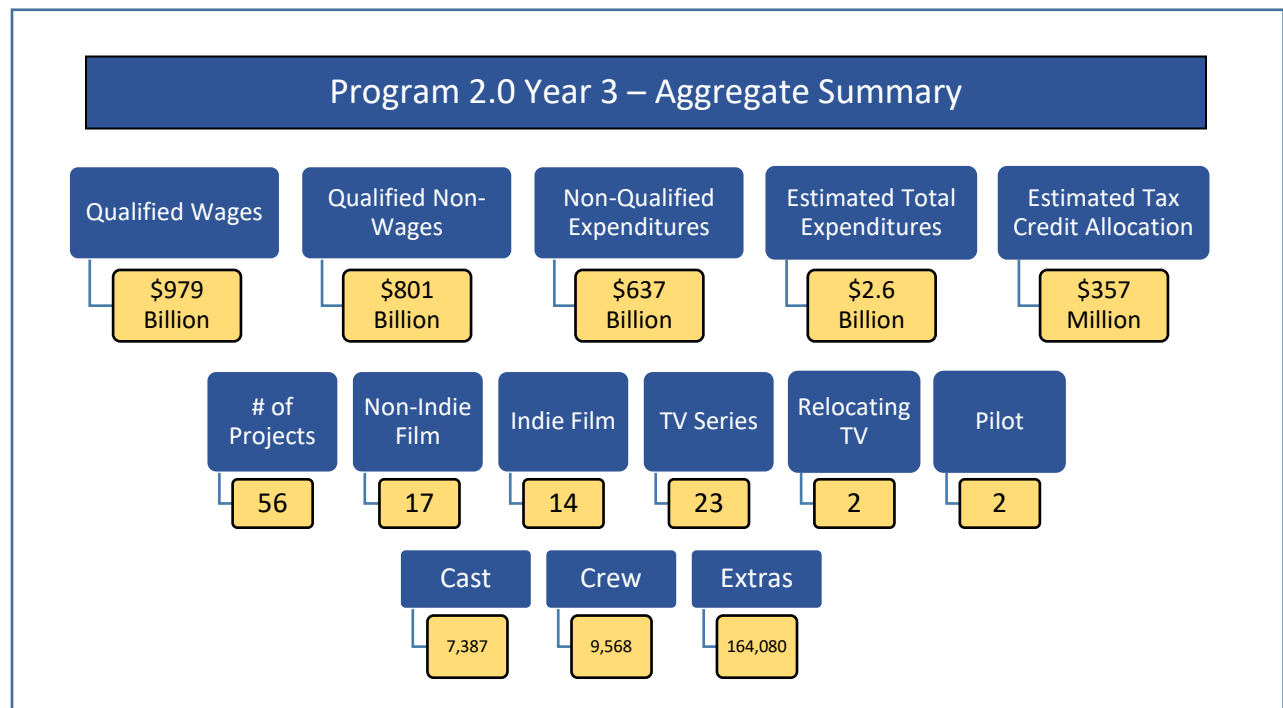 Program 2.0 Year 3 – Aggregate Summary
Qualified Wages
$979
Billion
Qualified Non-
Wages
$801
Billion
Non-Qualified
Expenditures
$637
Billion
Estimated Total
Expenditures
$2.6
Billion
Estimated Tax
Credit Allocation
$357
Million
# of
Projects
56
Non-Indie
Film
17
Indie Film
14
TV Series
23
Relocating
TV
2
Pilot
2
Cast
7,387
Crew
9,568
Extras
164,080